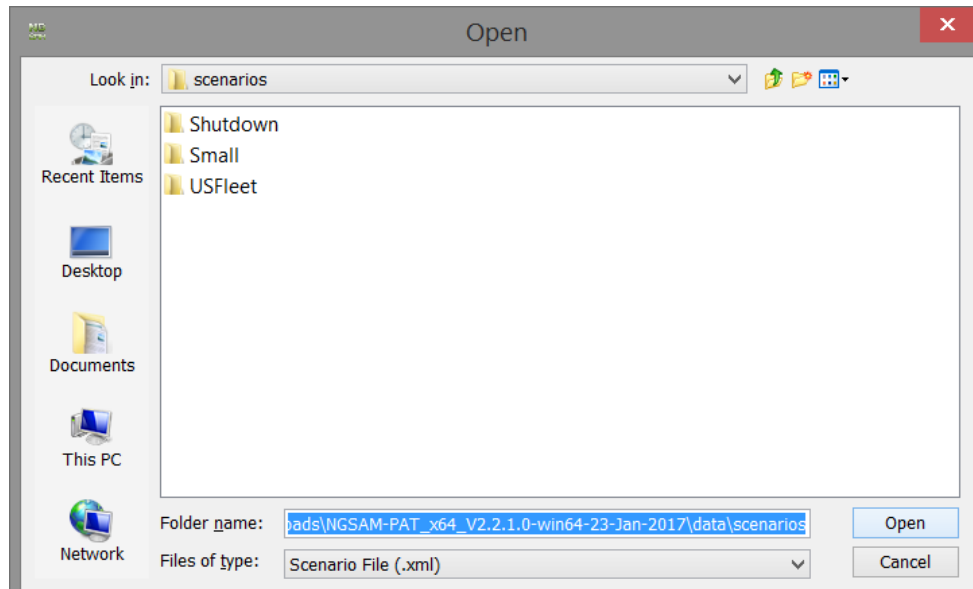 Open
Look in: scenarios
Shutdown
Small
USFleet
Recent Items
Desktop
Documents
This PC
Network
Folder name: oads\NGSAM-PAT_x64_V2.2.1.0-win64-23-Jan-2017\data\scenarios Open
Files of type: Scenario File (.xml) Cancel